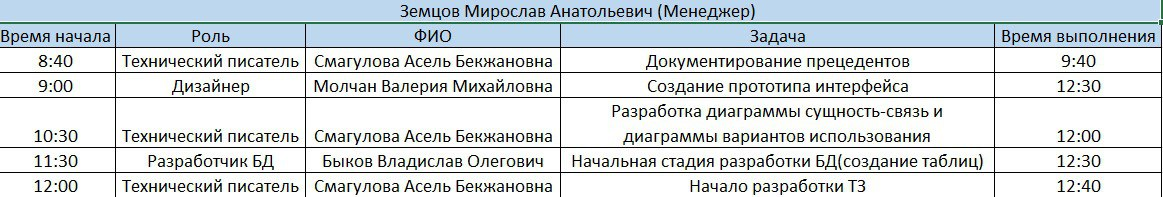 Земцов Мирослав Анатольевич (Менеджер)
Время начала Роль ФИО Задача Время выполнения
8:40 Технический писатель Смагулова Асель Бекжановна Документирование прецедентов 9:40
9:00 Дизайнер Молчан Валерия Михайловна Создание прототипа интерфейса 12:30
Разработка диаграммы сущность-связь и
10:30 Технический писатель Смагулова Асель Бекжановна диаграммы вариантов использования 12:00
11:30 Разработчик БД Быков Владислав Олегович Начальная стадия разработки БД(создание таблиц) 12:30
12:00 Технический писатель Смагулова Асель Бекжановна Начало разработки ТЗ 12:40